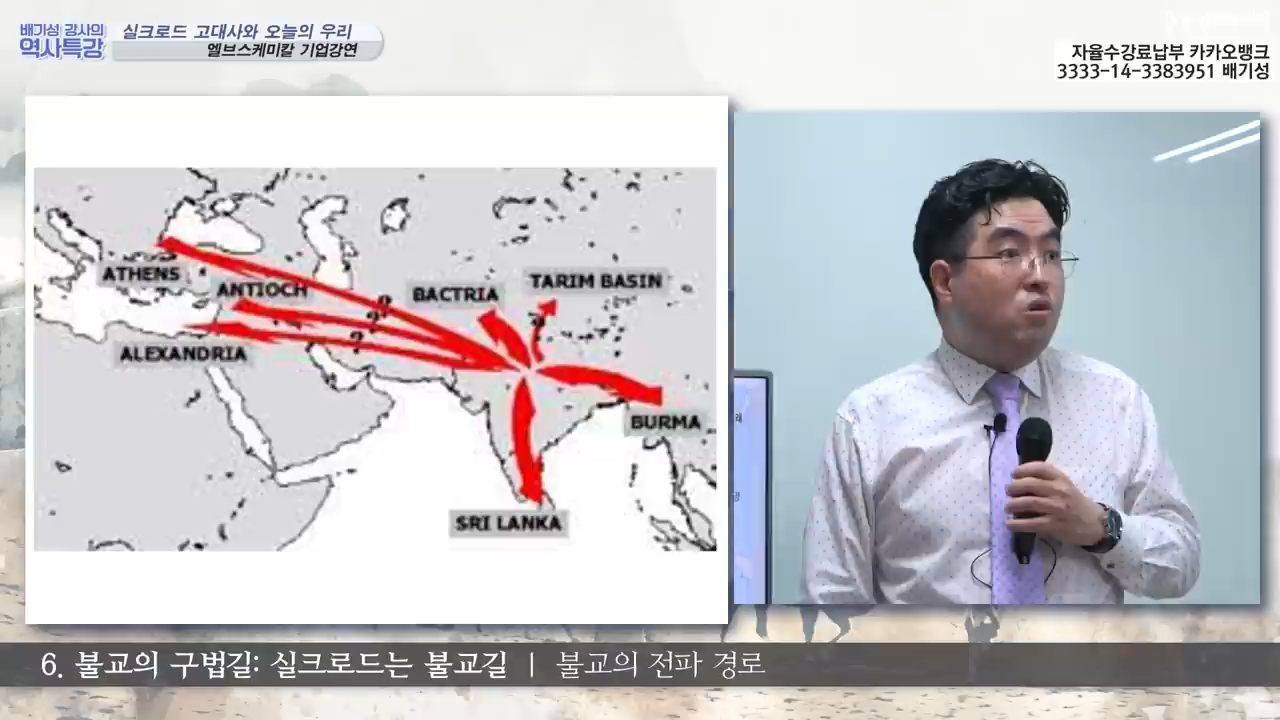 배기성 강사의
역사특강
실크로드 고대사와 오늘의 우리
엘브스케미칼 기업강연
자율수강료납부 카카오뱅크
3333-14-3383951 배기성
ATHENS
ANTIOCH
BACTRIA
TARIM BASIN
?
?
?
?
ALEXANDRIA
BURMA
SRI LANKA
6. 불교의 구법길: 실크로드는 불교길 | 불교의 전파 경로